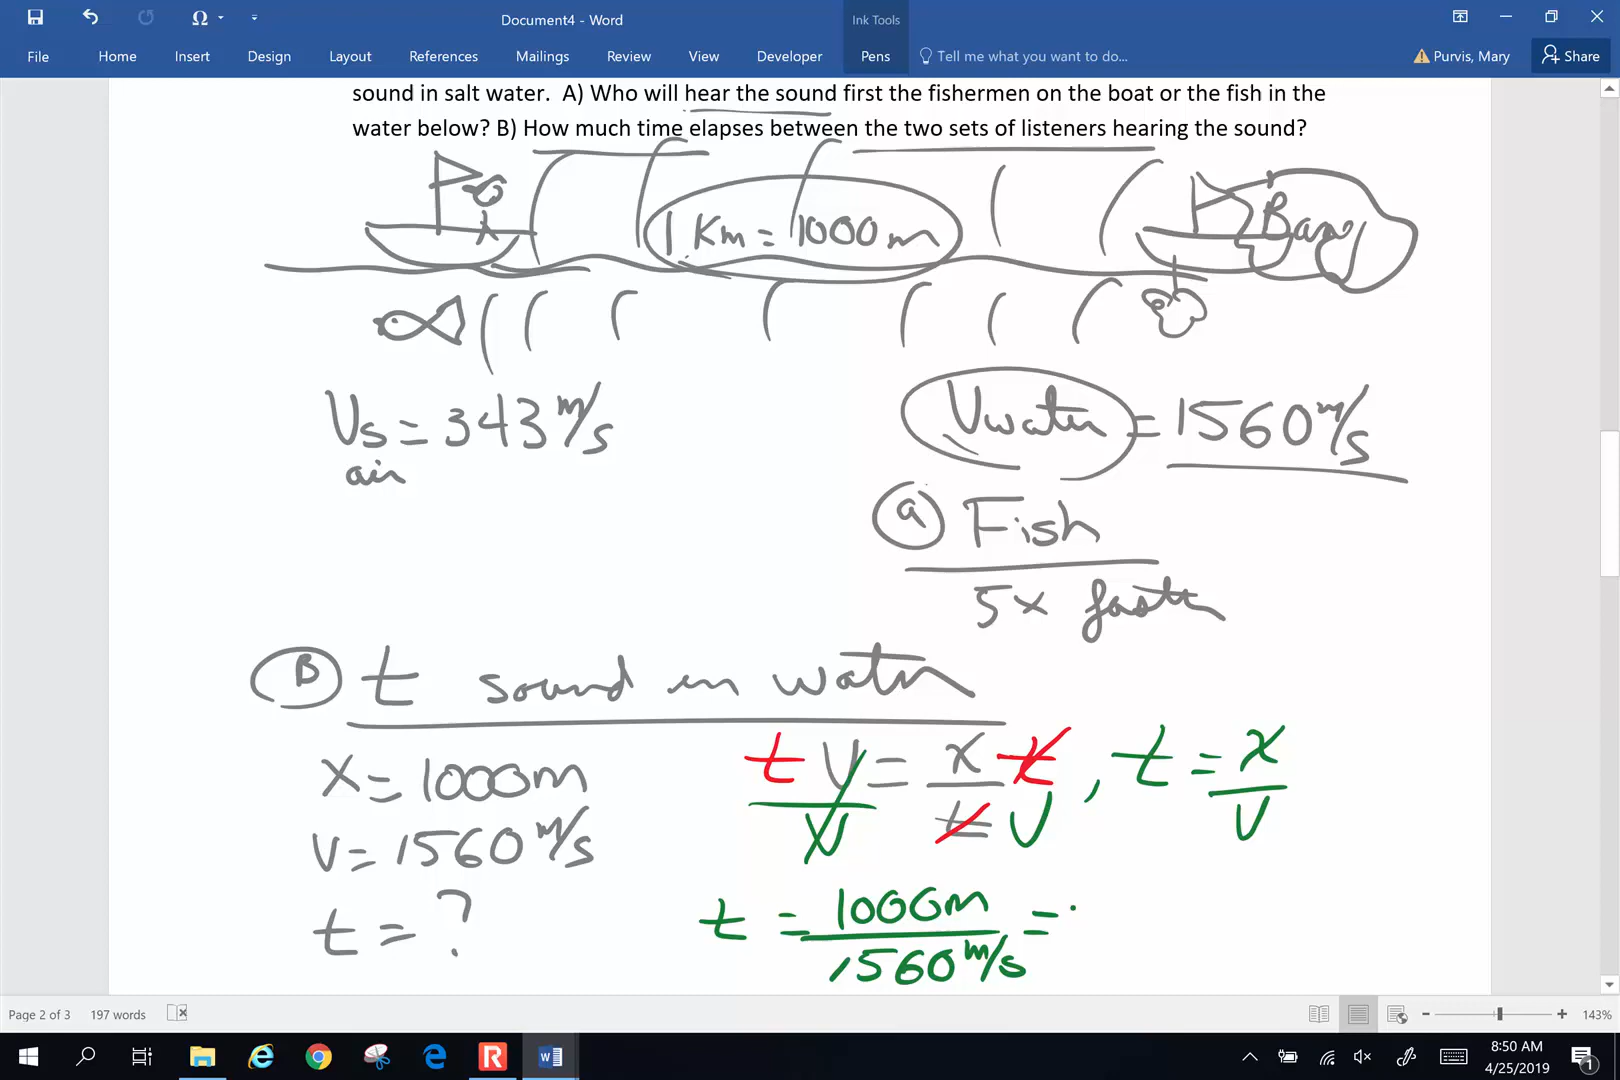 Document4 - Word
Ink Tools
File Home Insert Design Layout References Mailings Review View Developer Pens Tell me what you want to do... Purvis, Mary Share
sound in salt water.  A) Who will hear the sound first the fishermen on the boat or the fish in the
water below? B) How much time elapses between the two sets of listeners hearing the sound?
1 Km = 1000 m
Bang
Vs = 343 m/s
air
Vwater = 1560 m/s
a Fish
5x faster
B t sound in water
x = 1000m
t V = x t , t = x
V t V V
V = 1560 m/s
t = ?
t = 1000m =
1560 m/s
Page 2 of 3 197 words 143%
8:50 AM
4/25/2019
1